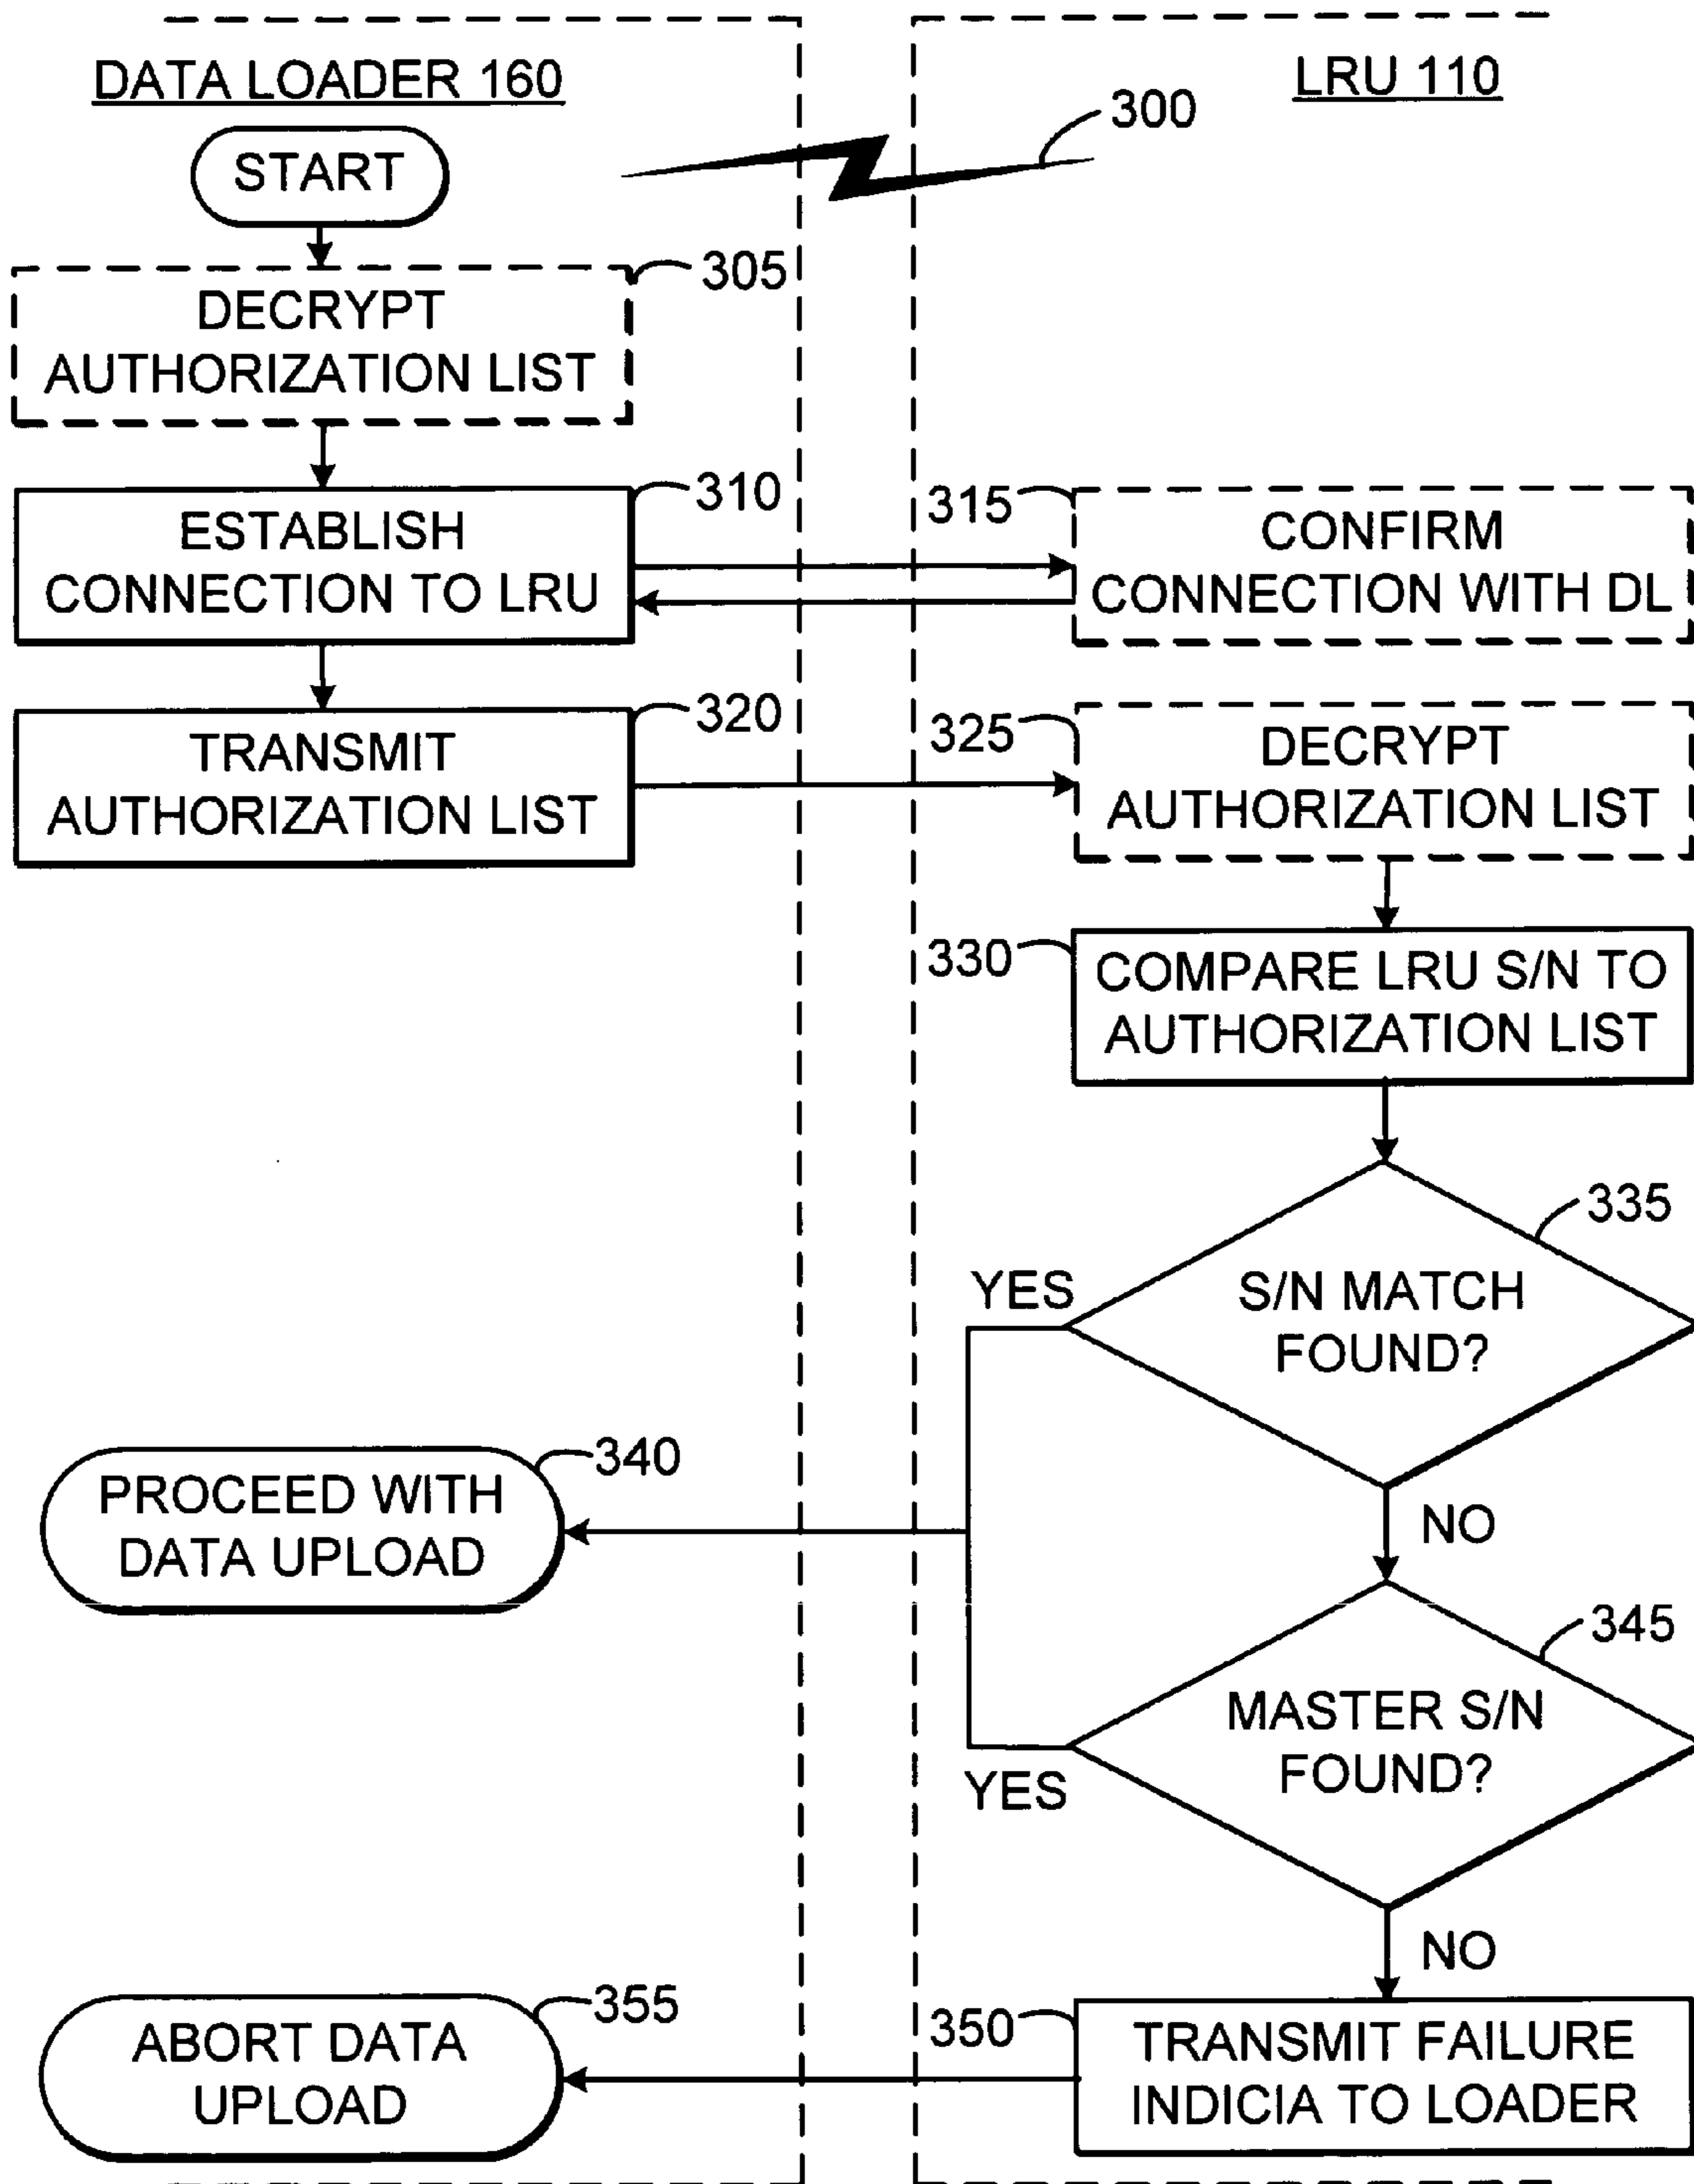 DATA LOADER 160
LRU 110
300
START
305
DECRYPT
AUTHORIZATION LIST
310
ESTABLISH
CONNECTION TO LRU
315
CONFIRM
CONNECTION WITH DL
320
TRANSMIT
AUTHORIZATION LIST
325
DECRYPT
AUTHORIZATION LIST
330
COMPARE LRU S/N TO
AUTHORIZATION LIST
335
S/N MATCH
FOUND?
YES
NO
340
PROCEED WITH
DATA UPLOAD
345
MASTER S/N
FOUND?
YES
NO
350
TRANSMIT FAILURE
INDICIA TO LOADER
355
ABORT DATA
UPLOAD